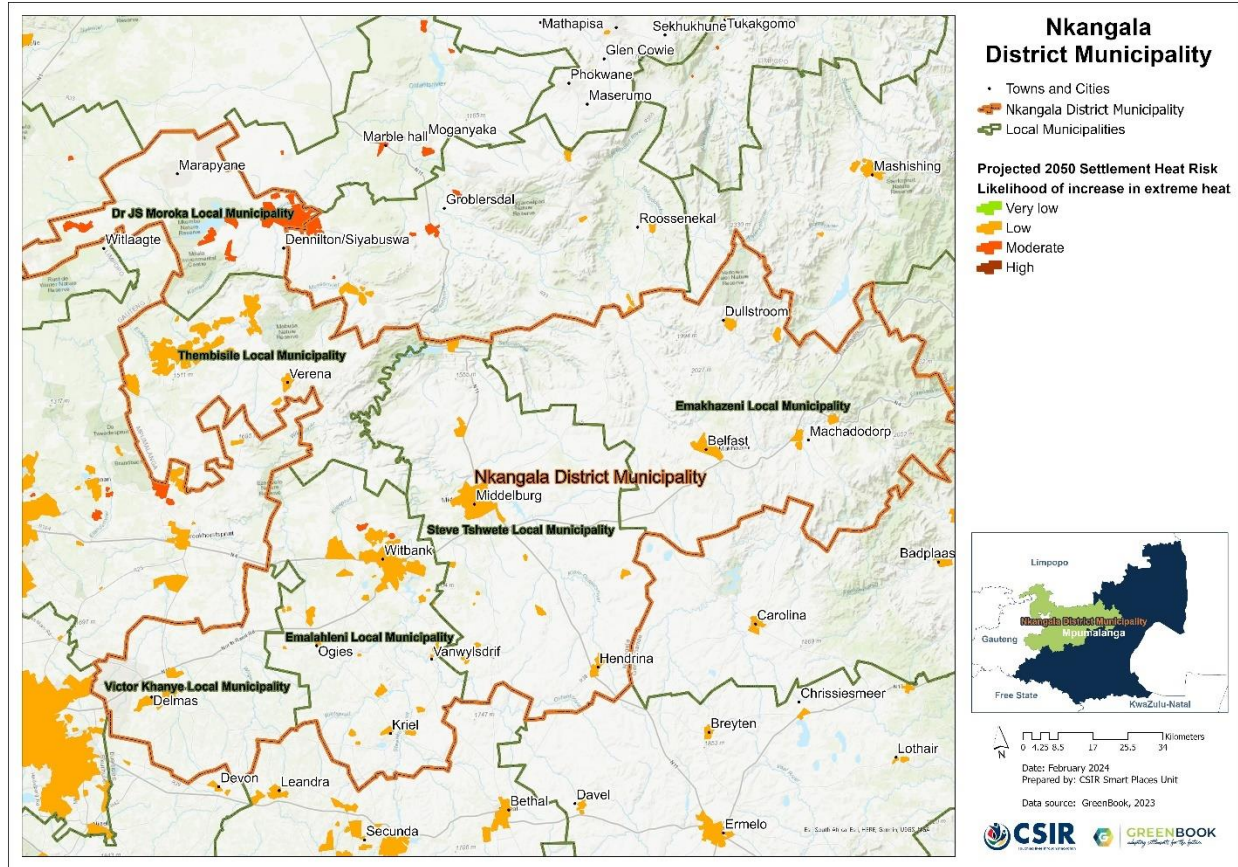 Nkangala
District Municipality
Towns and Cities
Nkangala District Municipality
Local Municipalities
Projected 2050 Settlement Heat Risk
Likelihood of increase in extreme heat
Very low
Low
Moderate
High
Mathapisa
Sekhukhune
Tukakgomo
Glen Cowie
Phokwane
Maserumo
Marble hall
Moganyaka
Marapyane
Mashishing
Dr JS Moroka Local Municipality
Groblersdal
Roossenekal
Witlaagte
Dennilton/Siyabuswa
Dullstroom
Thembisile Local Municipality
Verena
Emakhazeni Local Municipality
Machadodorp
Belfast
Nkangala District Municipality
Middelburg
Steve Tshwete Local Municipality
Witbank
Badplaas
Carolina
Emalahleni Local Municipality
Ogies
Vanwylsdrif
Hendrina
Victor Khanye Local Municipality
Delmas
Chrissiesmeer
Kriel
Breyten
Lothair
Devon
Leandra
Bethal
Davel
Secunda
Ermelo
Limpopo
Nkangala District Municipality
Mpumalanga
Gauteng
Free State
KwaZulu-Natal
Kilometers
0 4.25 8.5 17 25.5 34
N
Date: February 2024
Prepared by: CSIR Smart Places Unit
Data source: GreenBook, 2023
CSIR
GREENBOOK